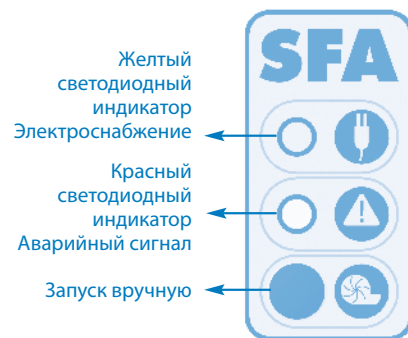 SFA
Желтый
светодиодный
индикатор
Электроснабжение
Красный
светодиодный
индикатор
Аварийный сигнал
Запуск вручную